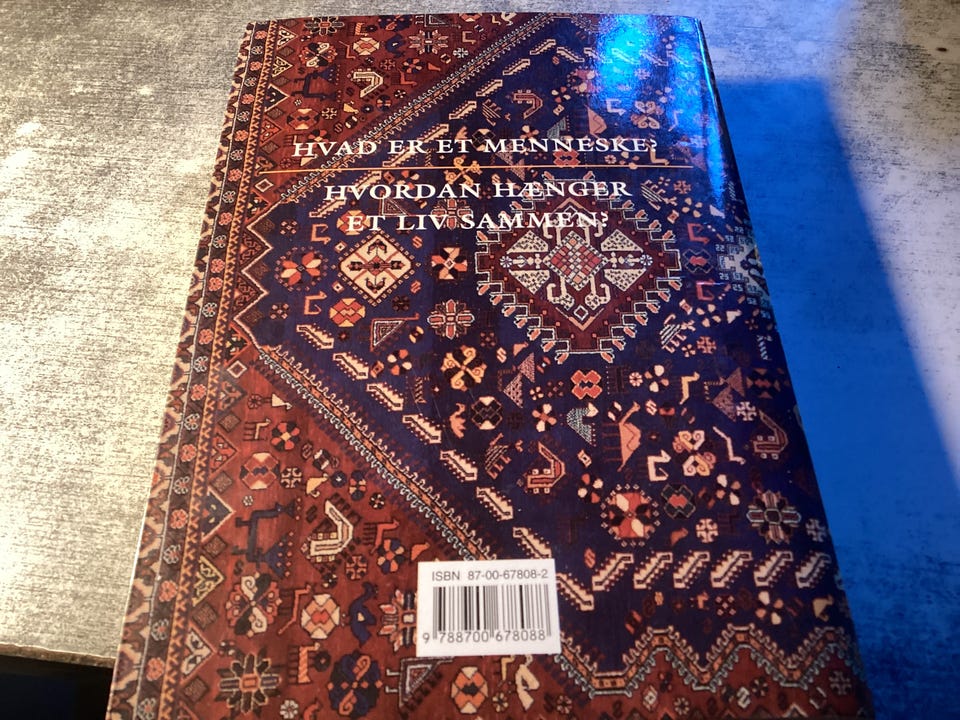 HVAD ER ET MENNESKE?
HVORDAN HÆNGER
ET LIV SAMMEN?
ISBN 87-00-67808-2
9 788700 678088